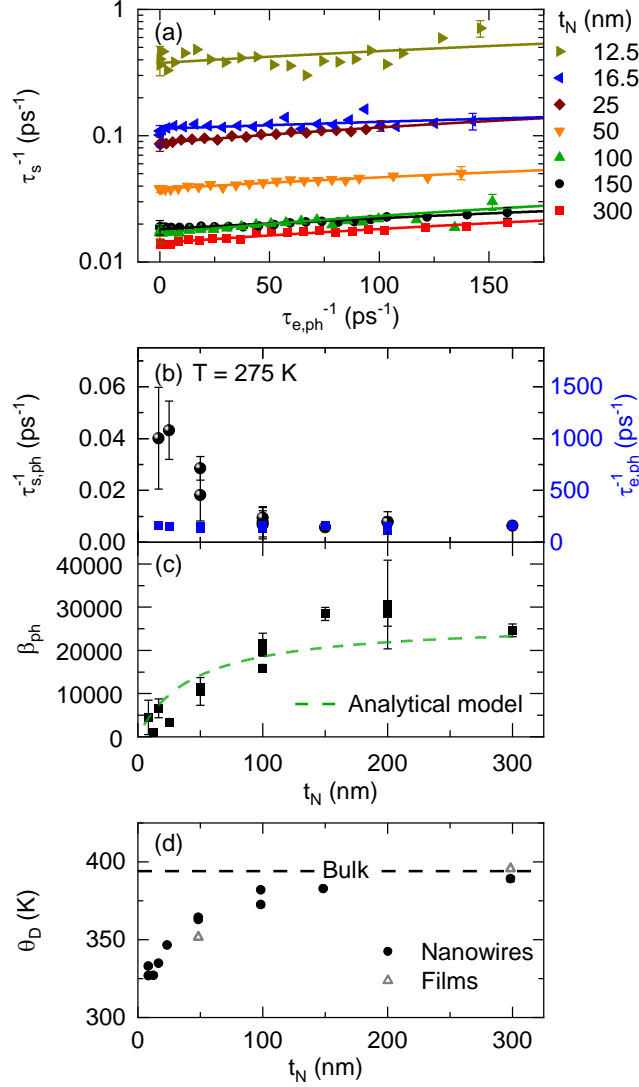 (a)
t_N (nm)
12.5
16.5
25
50
100
150
300
1
0.1
0.01
τ_s^-1 (ps^-1)
0
50
100
150
τ_e,ph^-1 (ps^-1)
(b) T = 275 K
0.06
0.04
0.02
0.00
τ_s,ph^-1 (ps^-1)
1500
1000
500
0
τ_e,ph^-1 (ps^-1)
(c)
40000
30000
20000
10000
0
β_ph
Analytical model
0
100
200
300
t_N (nm)
(d)
400
350
300
θ_D (K)
Bulk
Nanowires
Films
0
100
200
300
t_N (nm)